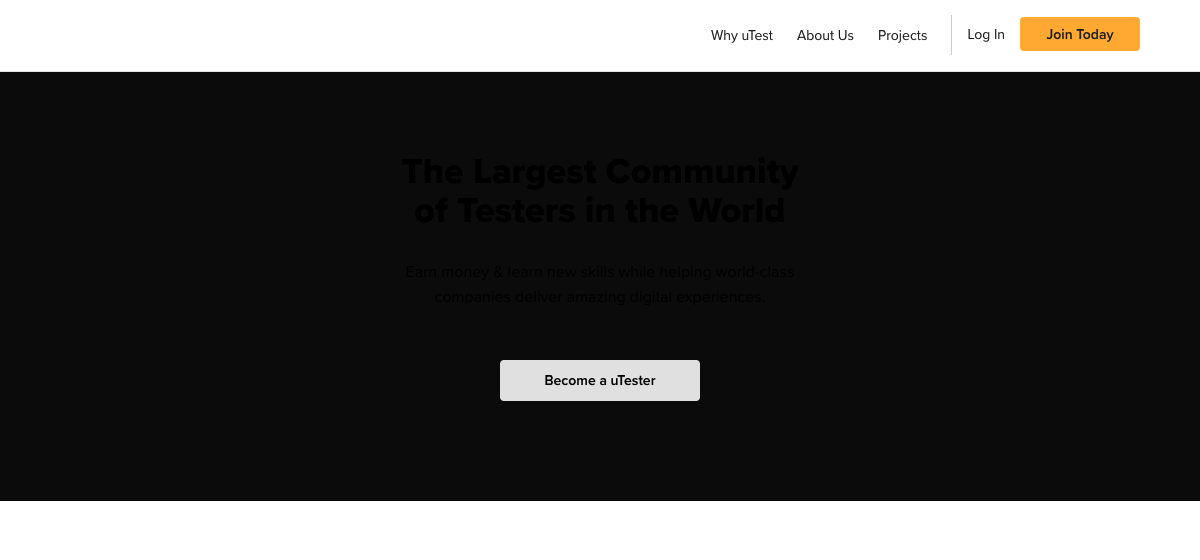 Why uTest
About Us
Projects
Log In
Join Today
The Largest Community
of Testers in the World
Earn money & learn new skills while helping world-class
companies deliver amazing digital experiences.
Become a uTester